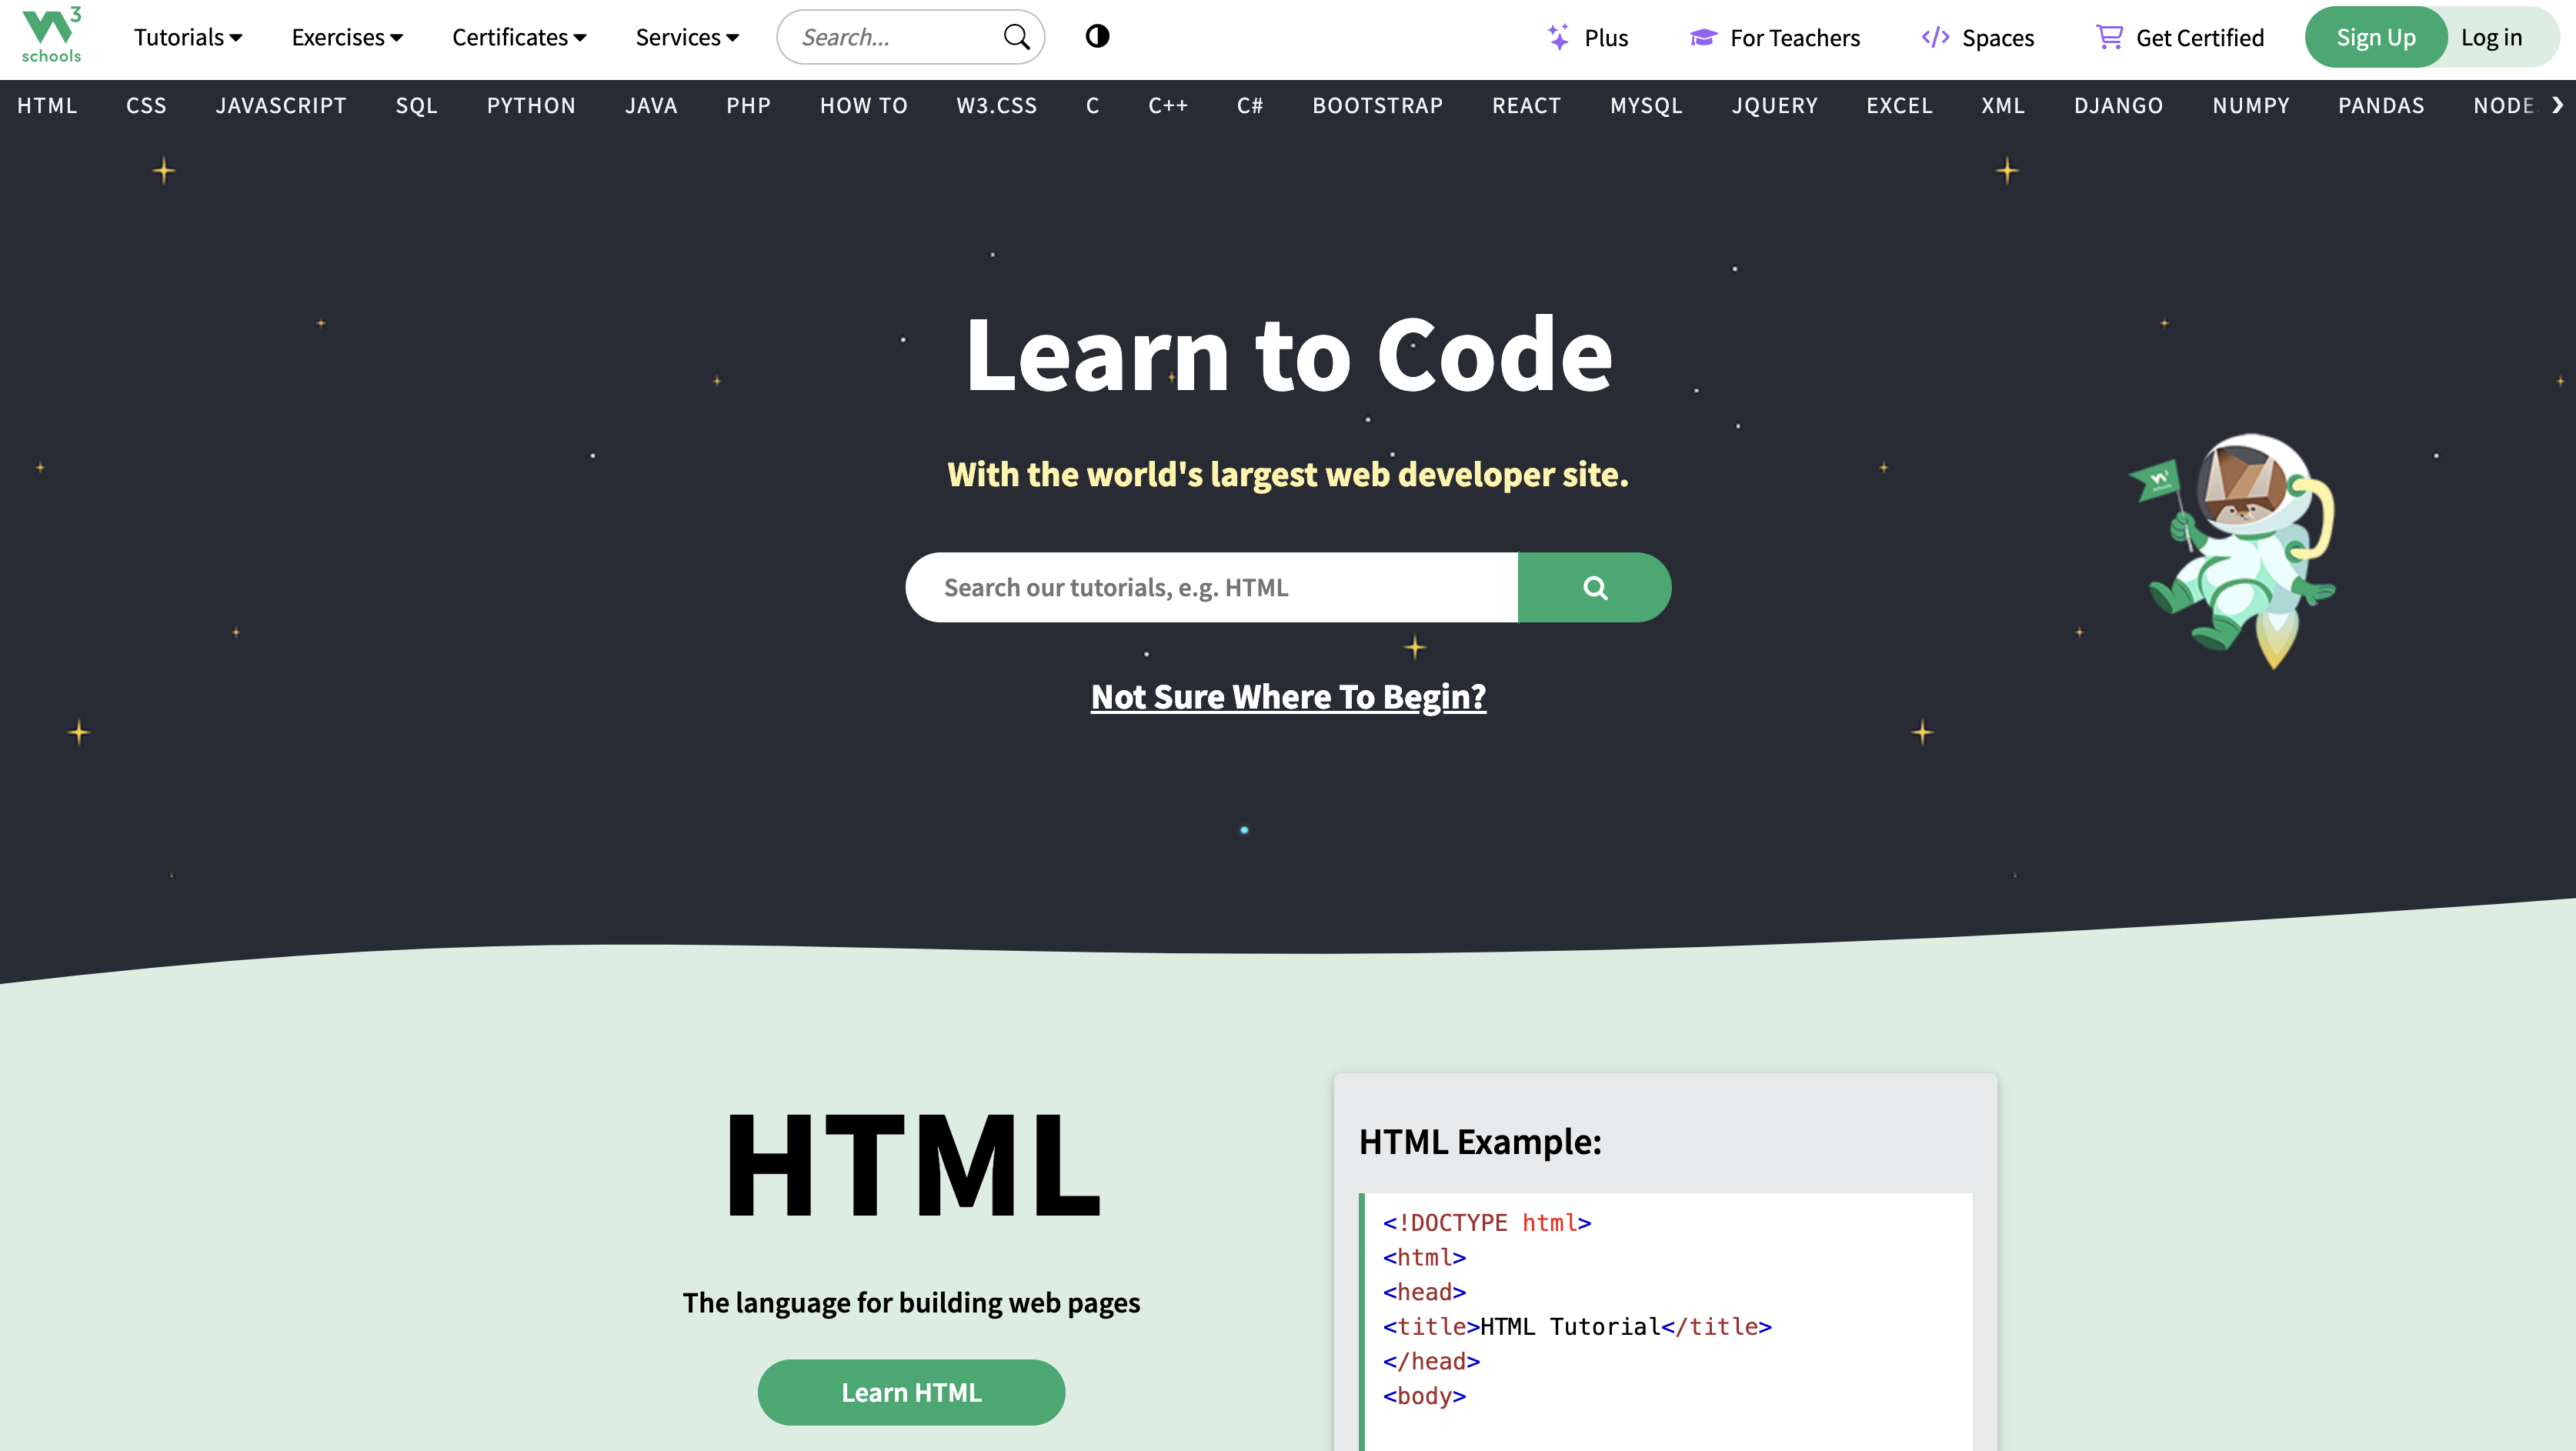 W3 schools
Tutorials Exercises Certificates Services Search... Plus For Teachers Spaces Get Certified Sign Up Log in
HTML CSS JAVASCRIPT SQL PYTHON JAVA PHP HOW TO W3.CSS C C++ C# BOOTSTRAP REACT MYSQL JQUERY EXCEL XML DJANGO NUMPY PANDAS NODE
Learn to Code
With the world's largest web developer site.
Search our tutorials, e.g. HTML
Not Sure Where To Begin?
HTML
The language for building web pages
Learn HTML
HTML Example:
<!DOCTYPE html>
<html>
<head>
<title>HTML Tutorial</title>
</head>
<body>